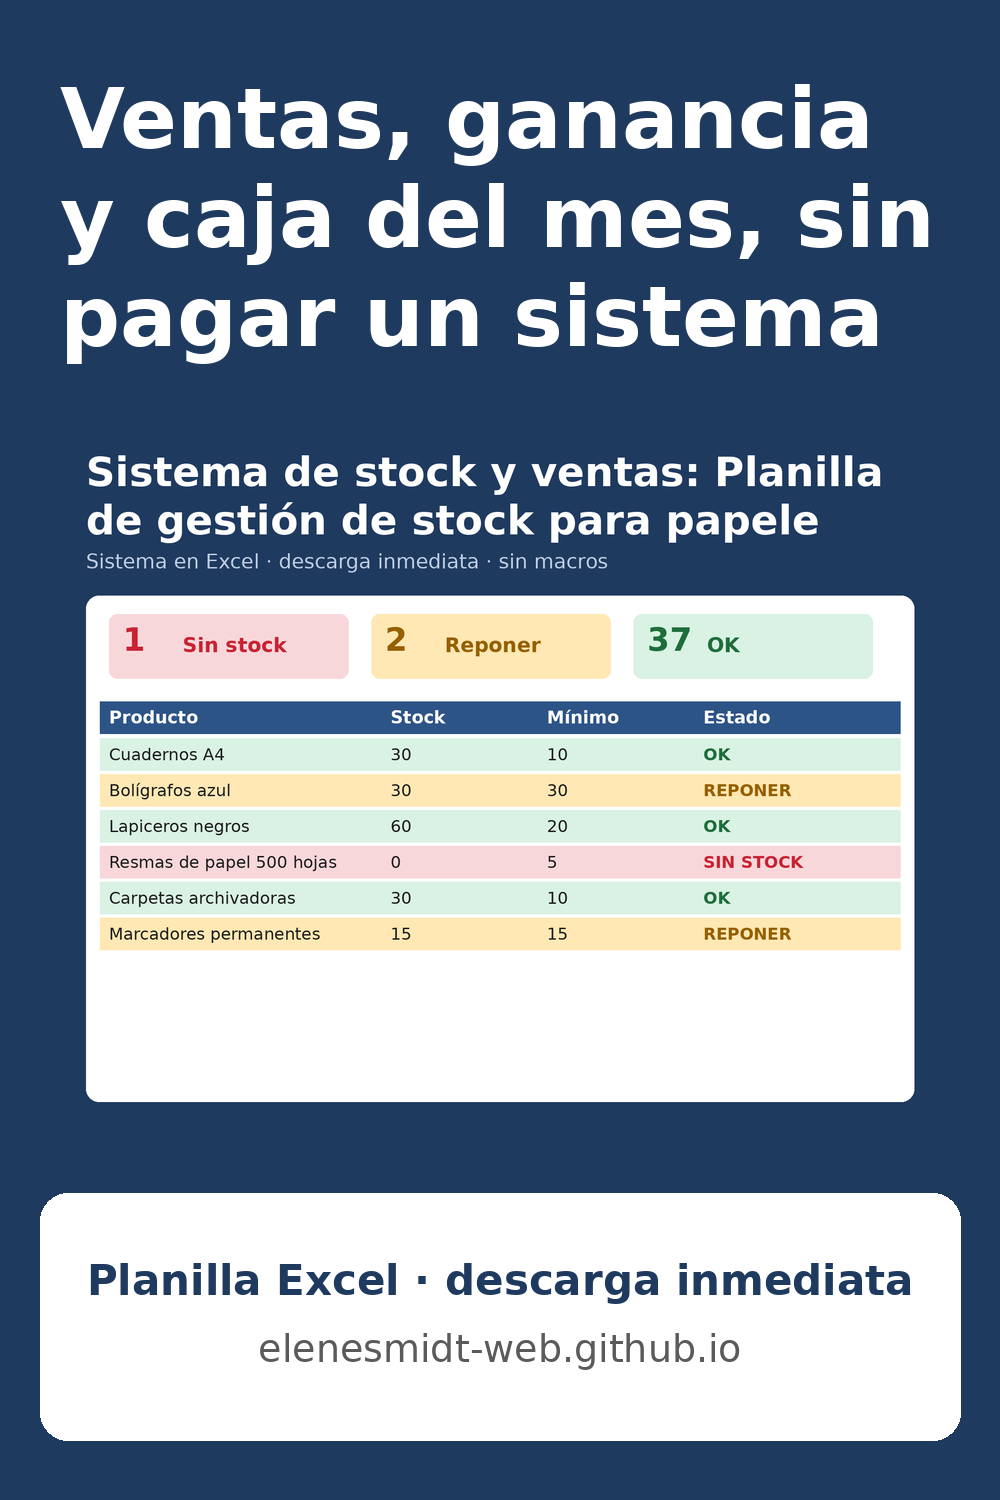 Ventas, ganancia
y caja del mes, sin
pagar un sistema
Sistema de stock y ventas: Planilla
de gestión de stock para papele
Sistema en Excel · descarga inmediata · sin macros
1 Sin stock 2 Reponer 37 OK
Producto Stock Mínimo Estado
Cuadernos A4 30 10 OK
Bolígrafos azul 30 30 REPONER
Lapiceros negros 60 20 OK
Resmas de papel 500 hojas 0 5 SIN STOCK
Carpetas archivadoras 30 10 OK
Marcadores permanentes 15 15 REPONER
Planilla Excel · descarga inmediata
elenesmidt-web.github.io